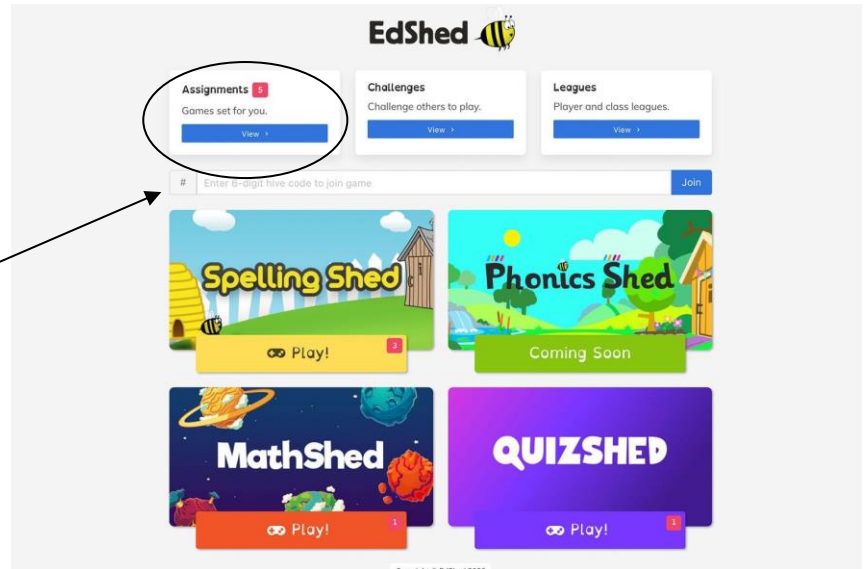 EdShed
Assignments 5
Challenges
Leagues
Games set for you.
Challenge others to play.
Player and class leagues.
View ›
View ›
View ›
# Enter 6-digit hive code to join game Join
Spelling Shed
Phonics Shed
Play! 3
Coming Soon
MathShed
QUIZSHED
Play! 1
Play! 1